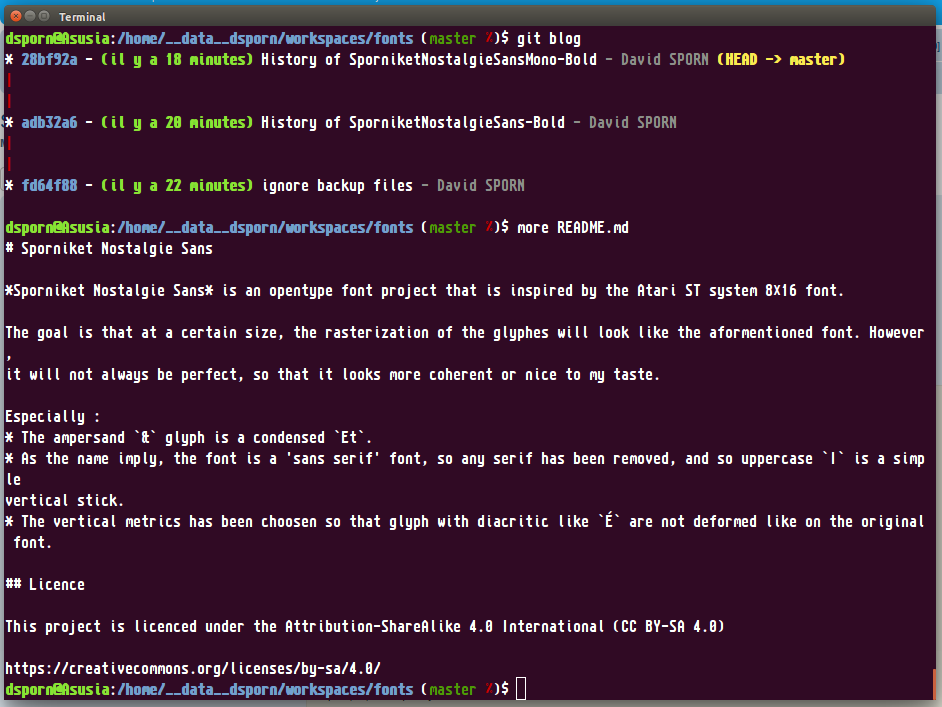 Terminal
dsporn@Asusia:/home/__data__dsporn/workspaces/fonts (master %)$ git blog
* 28bf92a - (il y a 18 minutes) History of SporniketNostalgieSansMono-Bold - David SPORN (HEAD -> master)
|
|
* adb32a6 - (il y a 20 minutes) History of SporniketNostalgieSans-Bold - David SPORN
|
|
* fd64f88 - (il y a 22 minutes) ignore backup files - David SPORN
dsporn@Asusia:/home/__data__dsporn/workspaces/fonts (master %)$ more README.md
# Sporniket Nostalgie Sans
*Sporniket Nostalgie Sans* is an opentype font project that is inspired by the Atari ST system 8X16 font.
The goal is that at a certain size, the rasterization of the glyphes will look like the aformentioned font. However
,
it will not always be perfect, so that it looks more coherent or nice to my taste.
Especially :
* The ampersand `&` glyph is a condensed `Et`.
* As the name imply, the font is a 'sans serif' font, so any serif has been removed, and so uppercase `I` is a simp
le
vertical stick.
* The vertical metrics has been choosen so that glyph with diacritic like `É` are not deformed like on the original
 font.
## Licence
This project is licenced under the Attribution-ShareAlike 4.0 International (CC BY-SA 4.0)
https://creativecommons.org/licenses/by-sa/4.0/
dsporn@Asusia:/home/__data__dsporn/workspaces/fonts (master %)$